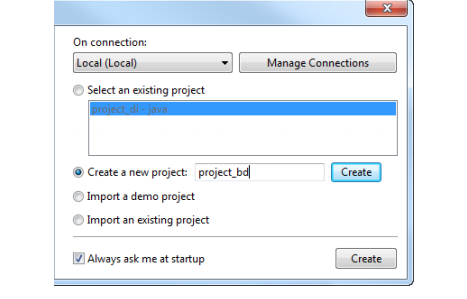 On connection:
Local (Local) Manage Connections
Select an existing project
project_di - java
Create a new project: project_bd Create
Import a demo project
Import an existing project
Always ask me at startup Create